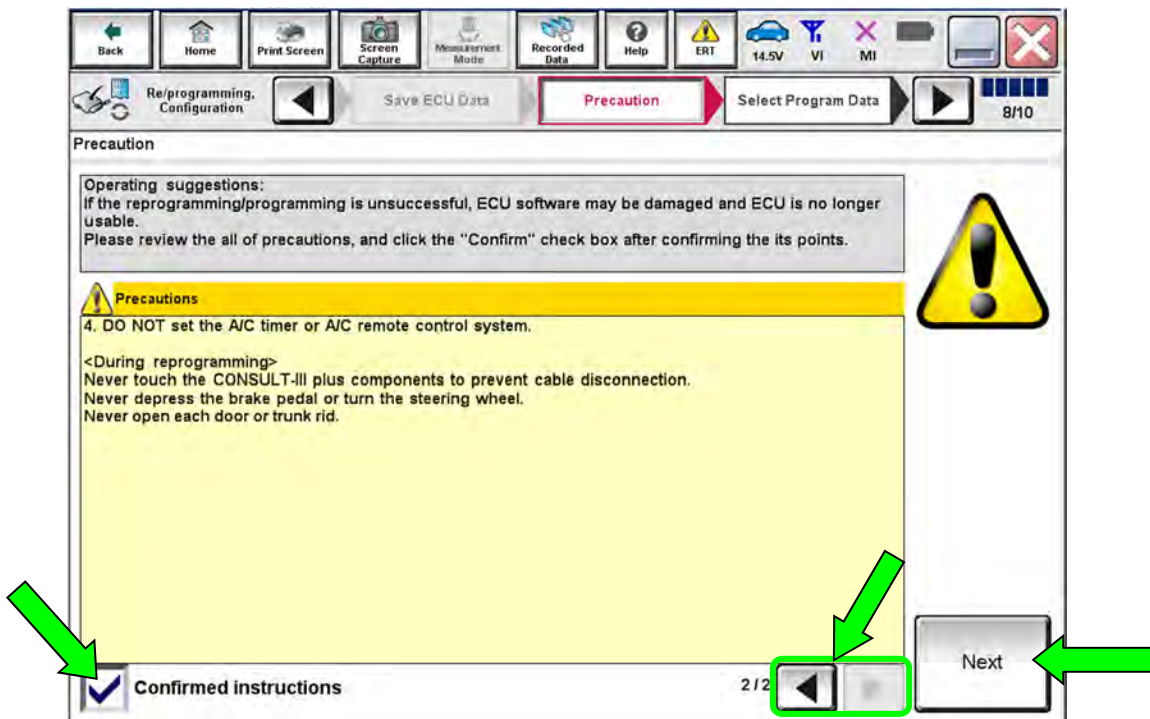 Back
Home
Print Screen
Screen
Capture
Measurement
Mode
Recorded
Data
Help
ERT
14.5V
VI
MI
Re/programming,
Configuration
Save ECU Data
Precaution
Select Program Data
8/10
Precaution
Operating suggestions:
If the reprogramming/programming is unsuccessful, ECU software may be damaged and ECU is no longer
usable.
Please review the all of precautions, and click the "Confirm" check box after confirming the its points.
Precautions
4. DO NOT set the A/C timer or A/C remote control system.
<During reprogramming>
Never touch the CONSULT-III plus components to prevent cable disconnection.
Never depress the brake pedal or turn the steering wheel.
Never open each door or trunk rid.
Confirmed instructions
2/2
Next